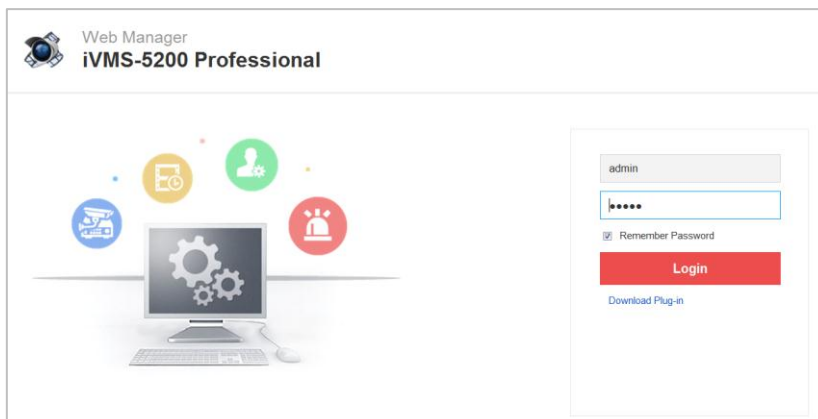 Web Manager
iVMS-5200 Professional
admin
•••••
Remember Password
Login
Download Plug-in